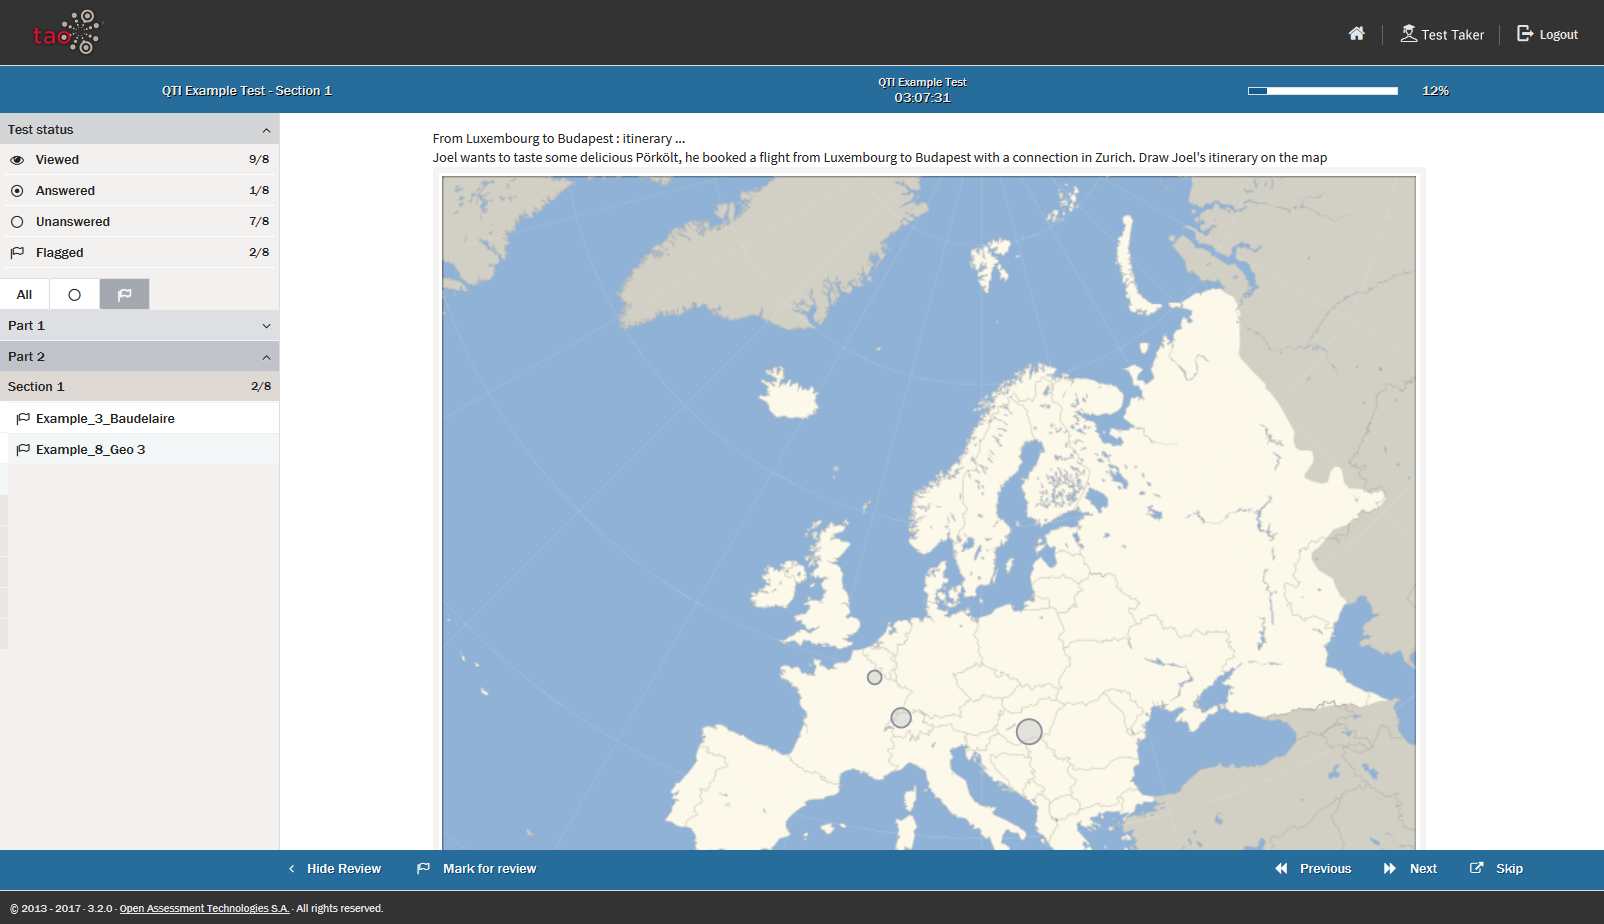 tao
Test Taker
Logout
QTI Example Test - Section 1
QTI Example Test
03:07:31
12%
Test status
Viewed 9/8
Answered 1/8
Unanswered 7/8
Flagged 2/8
All
Part 1
Part 2
Section 1 2/8
Example_3_Baudelaire
Example_8_Geo 3
From Luxembourg to Budapest : itinerary ...
Joel wants to taste some delicious Pörkölt, he booked a flight from Luxembourg to Budapest with a connection in Zurich. Draw Joel's itinerary on the map
Hide Review
Mark for review
Previous
Next
Skip
© 2013 - 2017 · 3.2.0 · Open Assessment Technologies S.A. · All rights reserved.